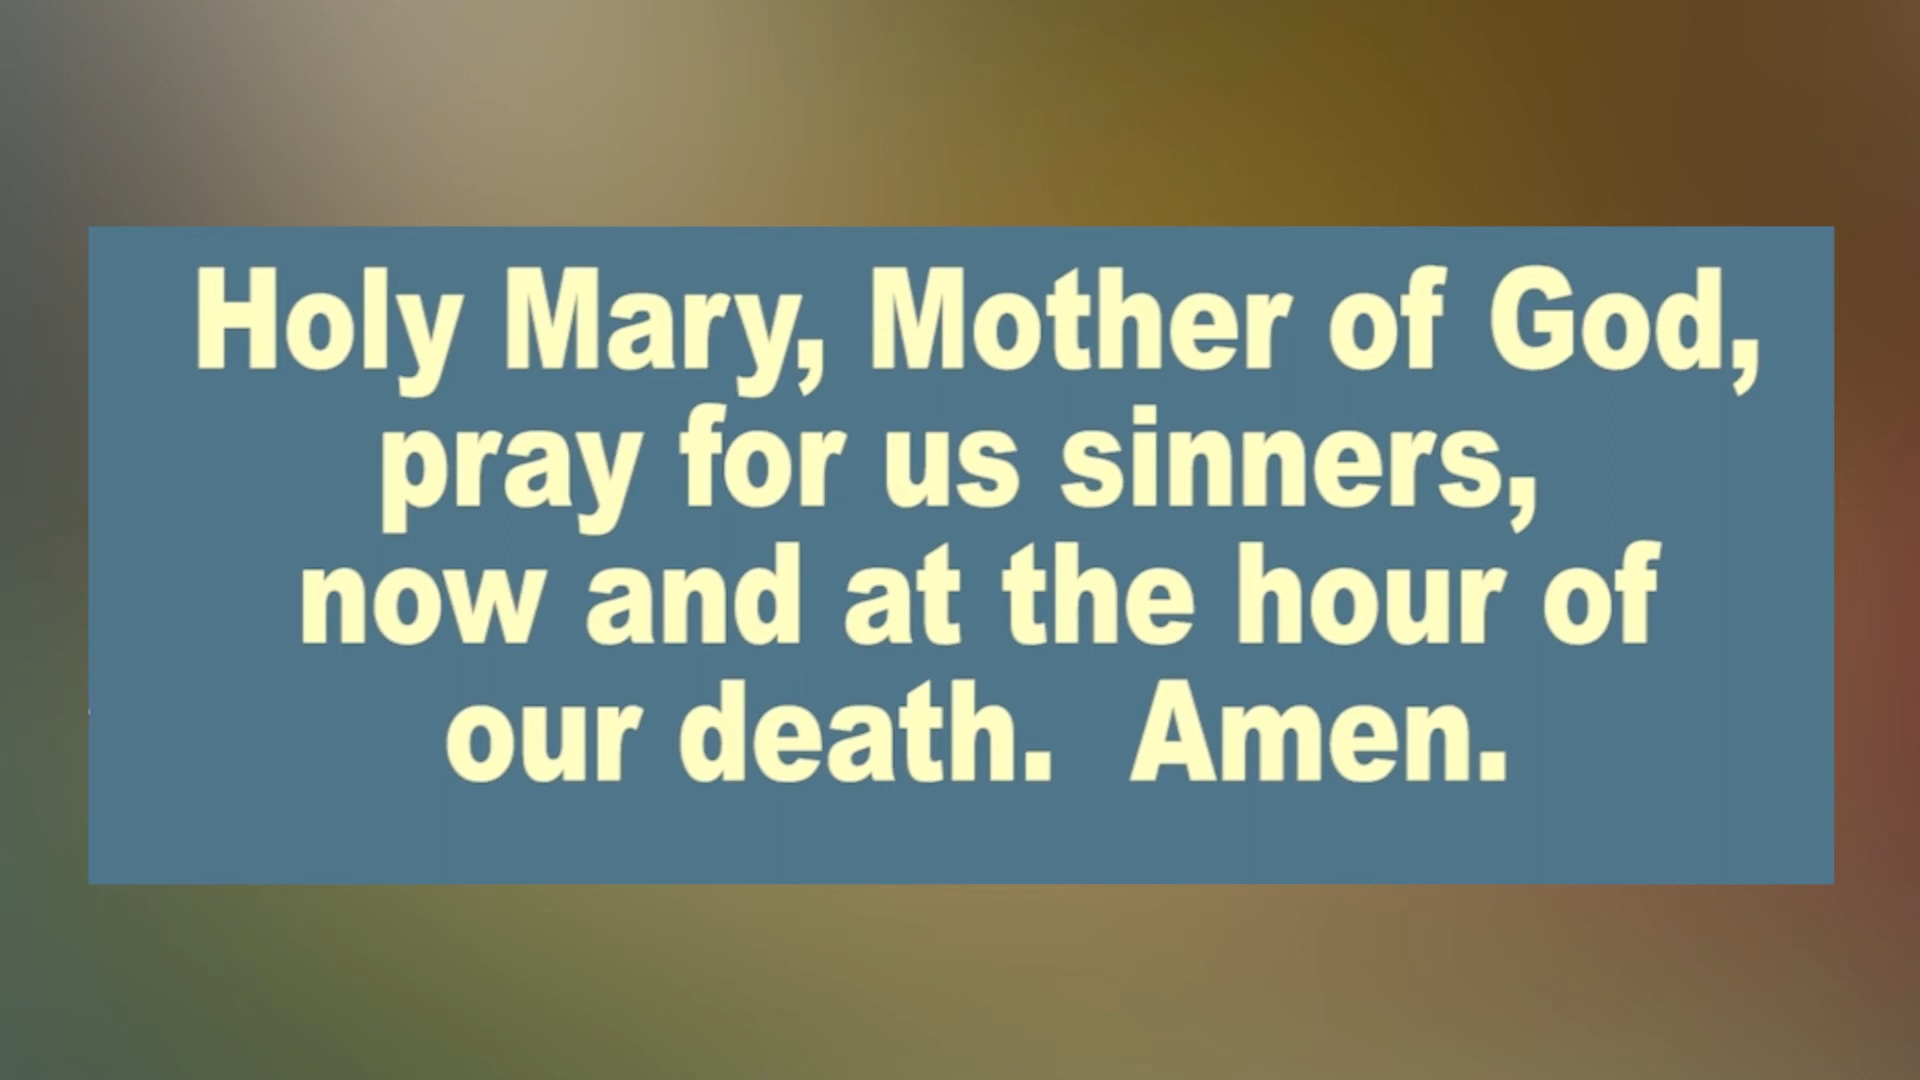 Holy Mary, Mother of God,
pray for us sinners,
now and at the hour of
our death.  Amen.